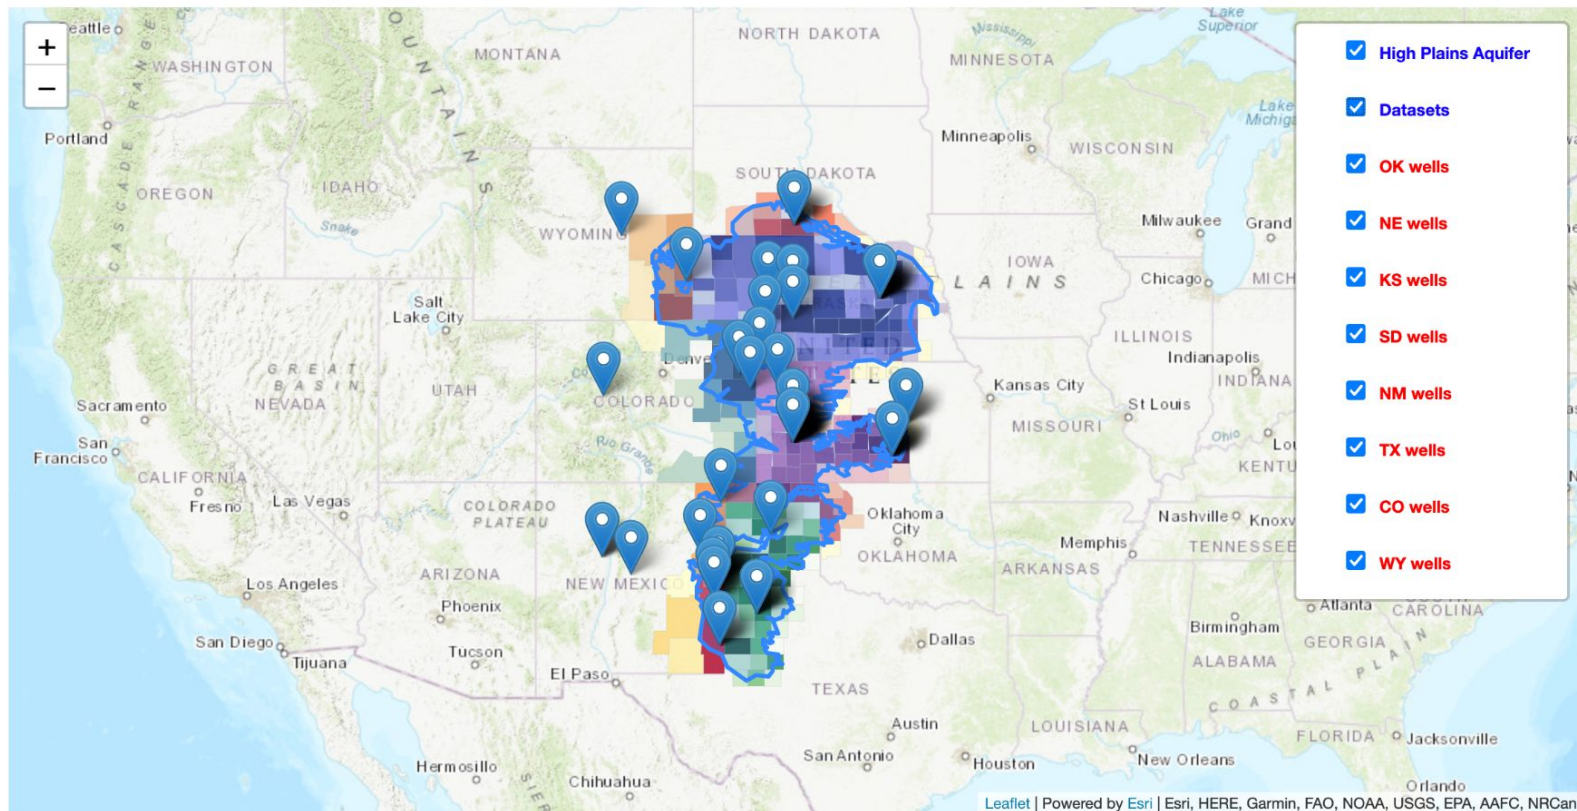 +
−
High Plains Aquifer
Datasets
OK wells
NE wells
KS wells
SD wells
NM wells
TX wells
CO wells
WY wells
NORTH DAKOTA
Lake
Superior
Mississippi
MONTANA
WASHINGTON
CASCADE RANGE
MINNESOTA
Lake
Portland
Minneapolis
WISCONSIN
SOUTH DAKOTA
OREGON
IDAHO
Snake
Milwaukee
Grand
WYOMING
IOWA
PLAINS
Chicago
MICH
Salt
Lake City
ILLINOIS
UNITED
Indianapolis
GREAT
BASIN
NEVADA
UTAH
COLORADO
Kansas City
INDIANA
Sacramento
St Louis
MISSOURI
San
Francisco
Rio Grande
Ohio
CALIFORNIA
Fresno
Las Vegas
COLORADO
PLATEAU
Oklahoma
City
OKLAHOMA
Nashville
TENNESSEE
Memphis
ARKANSAS
Los Angeles
ARIZONA
NEW MEXICO
Phoenix
Atlanta
CAROLINA
Birmingham
GEORGIA
San Diego
Tijuana
Tucson
Dallas
ALABAMA
El Paso
TEXAS
COASTAL PLAIN
Austin
LOUISIANA
FLORIDA
Jacksonville
San Antonio
Houston
New Orleans
Hermosillo
Chihuahua
Orlando
Leaflet | Powered by Esri | Esri, HERE, Garmin, FAO, NOAA, USGS, EPA, AAFC, NRCan